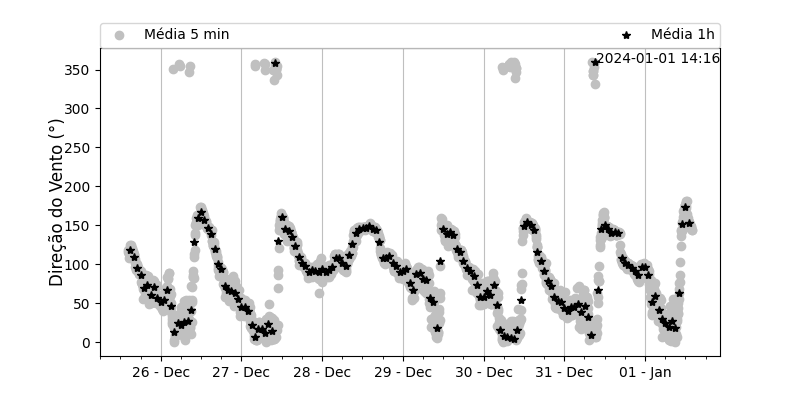 Média 5 min
Média 1h
2024-01-01 14:16
Direção do Vento (°)
350
300
250
200
150
100
50
0
26 - Dec
27 - Dec
28 - Dec
29 - Dec
30 - Dec
31 - Dec
01 - Jan